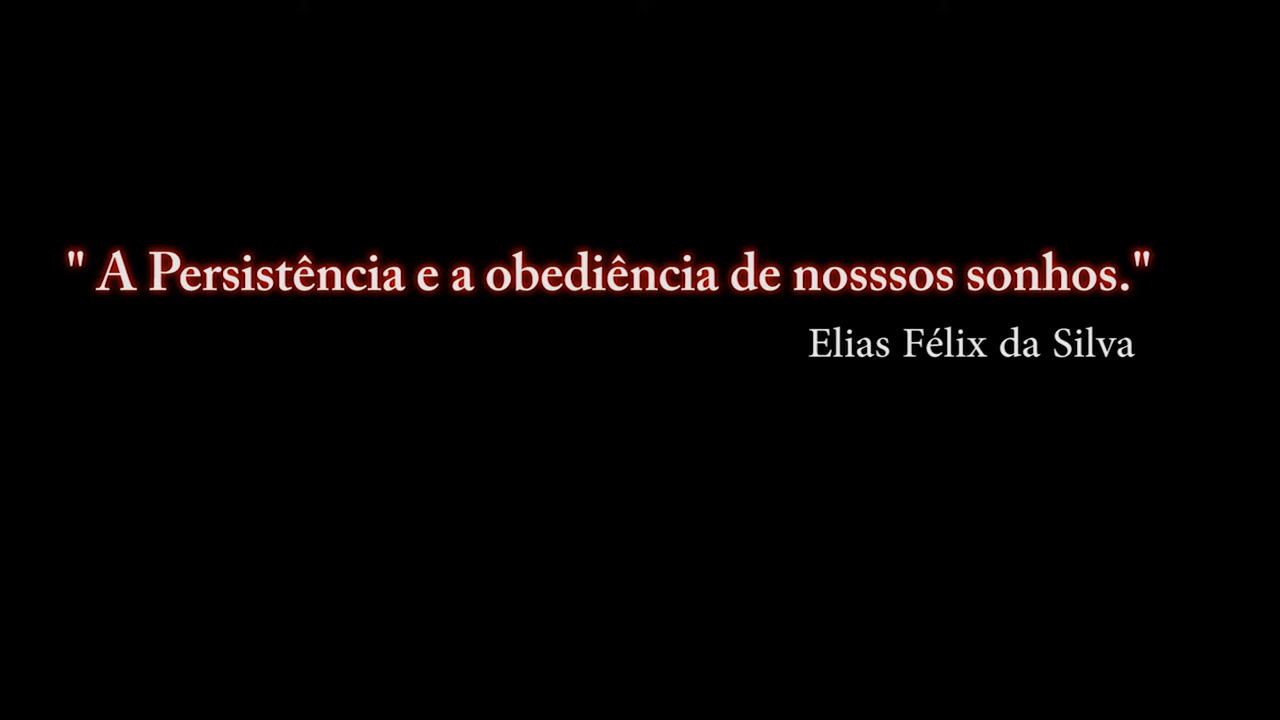 " A Persistência e a obediência de nosssos sonhos."
Elias Félix da Silva